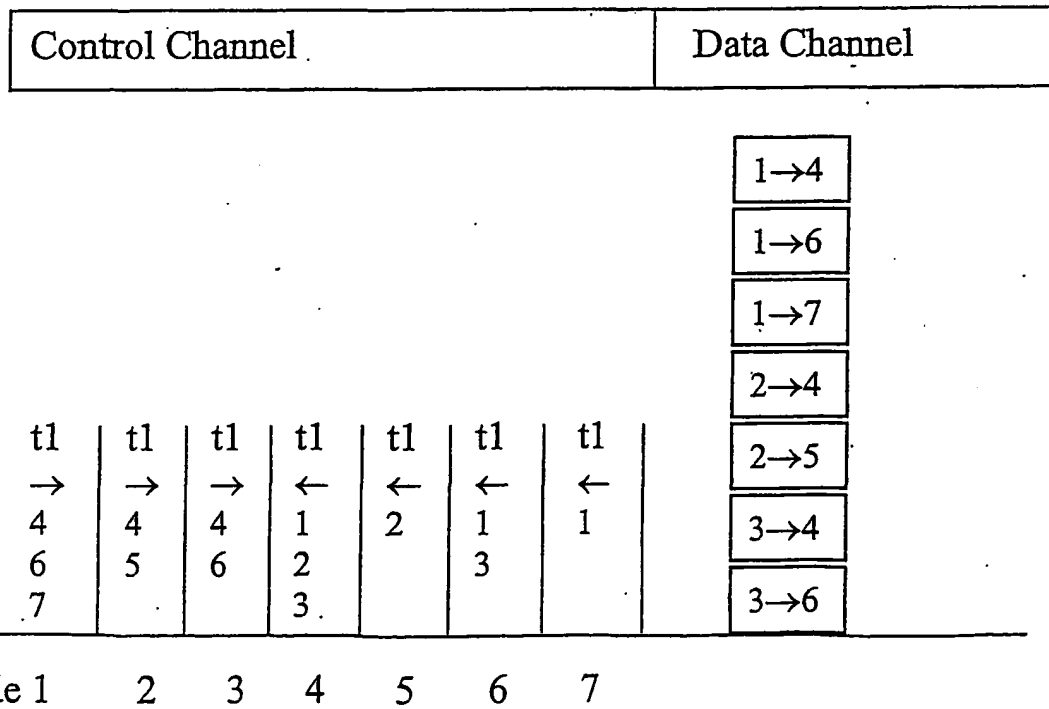 Control Channel Data Channel
1→4
1→6
1→7
2→4
2→5
3→4
3→6
t1 t1 t1 t1 t1 t1 t1
→ → → ← ← ← ←
4 4 4 1 2 1 1
6 5 6 2 3
7 3
1 2 3 4 5 6 7